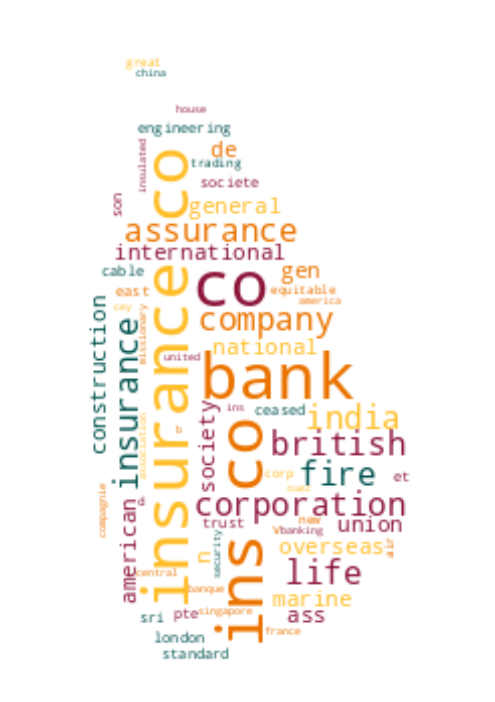 great
china
house
engineering
insulated
de
trading
societe
son
insurance co
general
assurance
international
cable
co
gen
east
equitable
america
cey
company
construction
insurance
missionary
national
united
bank
society
ins
ceased
india
association
ins co
british
corp
fire
et
compagnie
american
corporation
trust
new
union
banking
n
security
overseas
air
central
life
banque
marine
sri
pte
singapore
ass
london
france
standard